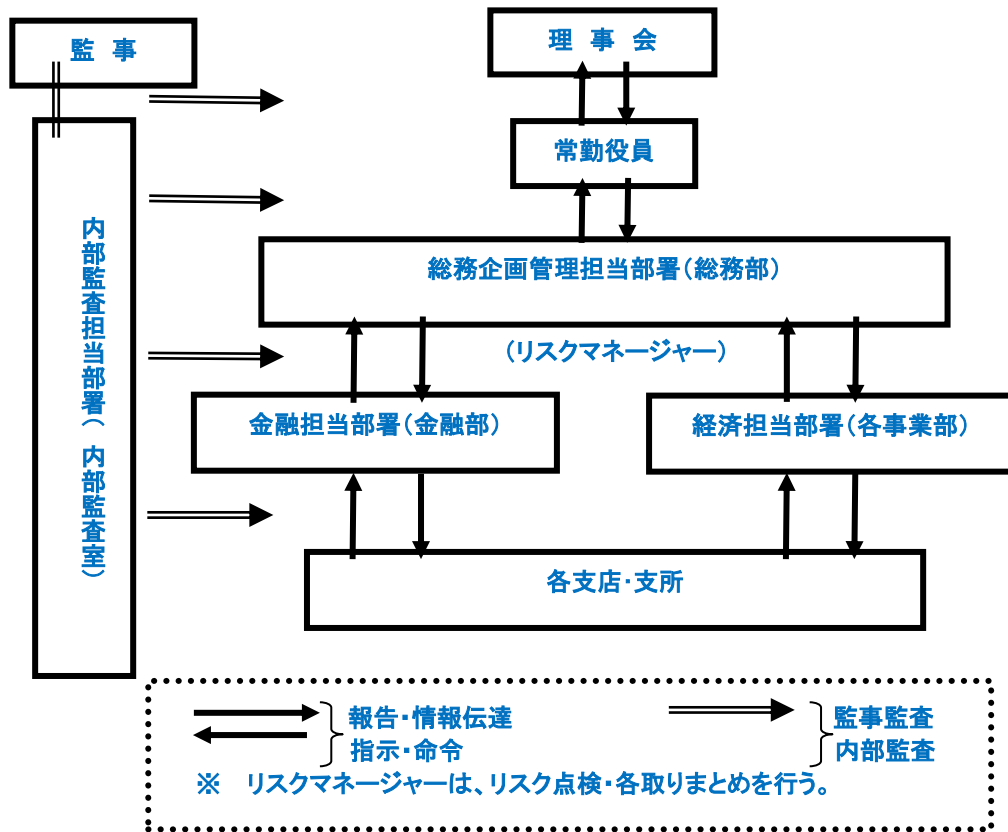 監　事
理　事　会
常勤役員
総務企画管理担当部署（総務部）
（リスクマネージャー）
内部監査担当部署（　内部監査室）
金融担当部署（金融部）
経済担当部署（各事業部）
各支店・支所
報告・情報伝達
指示・命令
監事監査
内部監査
※　リスクマネージャーは、リスク点検・各取りまとめを行う。